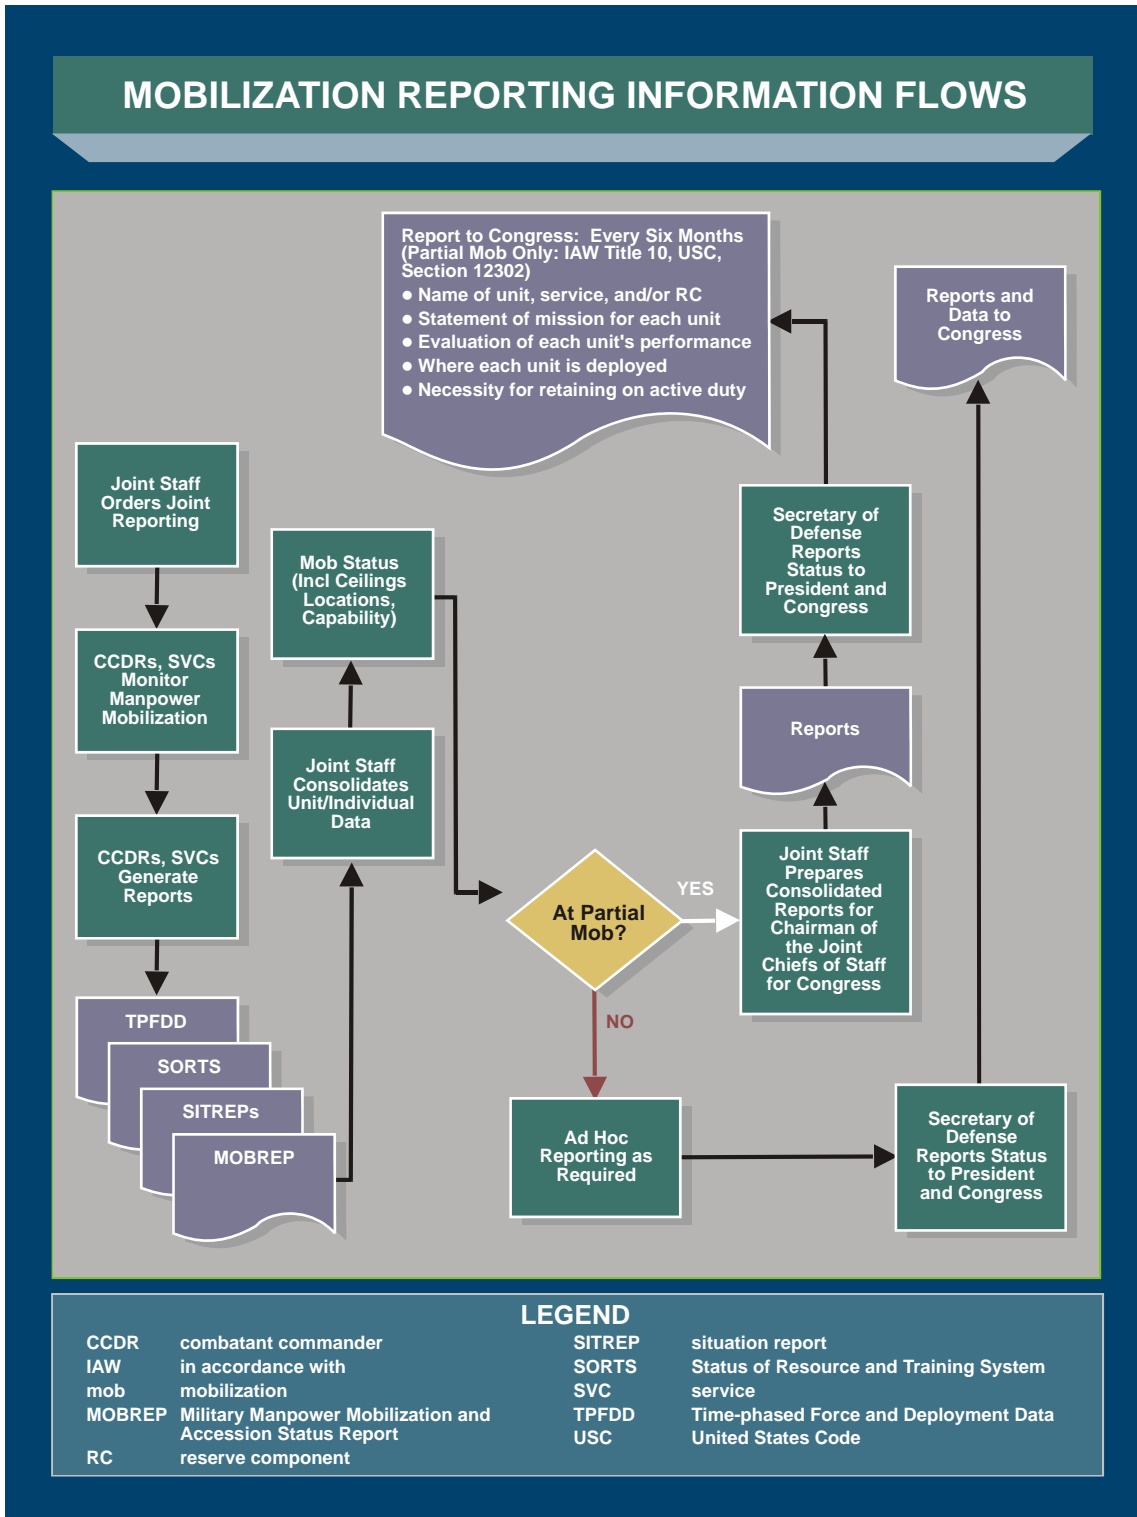 MOBILIZATION REPORTING INFORMATION FLOWS
Report to Congress: Every Six Months
(Partial Mob Only: IAW Title 10, USC,
Section 12302)
● Name of unit, service, and/or RC
● Statement of mission for each unit
● Evaluation of each unit's performance
● Where each unit is deployed
● Necessity for retaining on active duty
Reports and
Data to
Congress
Joint Staff
Orders Joint
Reporting
CCDRs, SVCs
Monitor
Manpower
Mobilization
CCDRs, SVCs
Generate
Reports
TPFDD
SORTS
SITREPs
MOBREP
Joint Staff
Consolidates
Unit/Individual
Data
Mob Status
(Incl Ceilings
Locations,
Capability)
At Partial
Mob?
YES
NO
Joint Staff
Prepares
Consolidated
Reports for
Chairman of
the Joint
Chiefs of Staff
for Congress
Reports
Secretary of
Defense
Reports
Status to
President and
Congress
Ad Hoc
Reporting as
Required
Secretary of
Defense
Reports Status
to President
and Congress
LEGEND
CCDR combatant commander
IAW in accordance with
mob mobilization
MOBREP Military Manpower Mobilization and
Accession Status Report
RC reserve component
SITREP situation report
SORTS Status of Resource and Training System
SVC service
TPFDD Time-phased Force and Deployment Data
USC United States Code